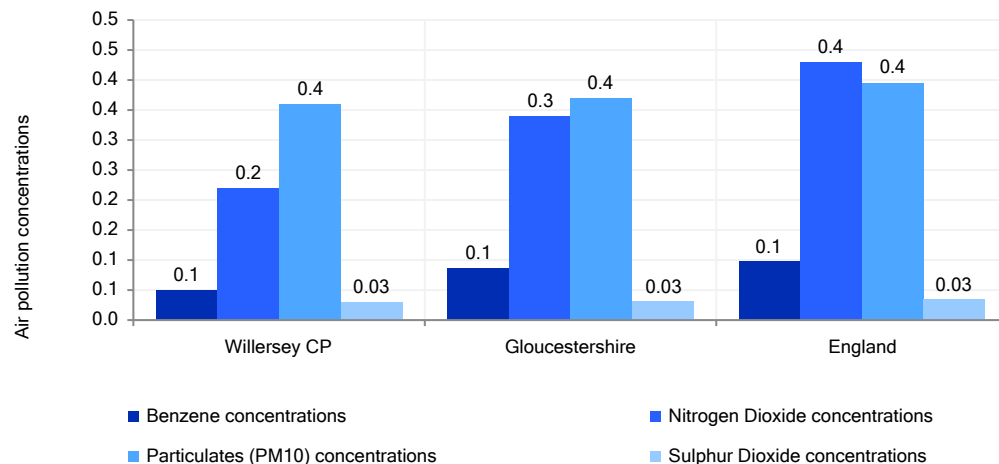 Air pollution concentrations
0.5
0.5
0.4
0.4
0.3
0.3
0.2
0.2
0.1
0.1
0.0
0.1
0.2
0.4
0.03
0.1
0.3
0.4
0.03
0.1
0.4
0.4
0.03
Willersey CP
Gloucestershire
England
Benzene concentrations
Nitrogen Dioxide concentrations
Particulates (PM10) concentrations
Sulphur Dioxide concentrations